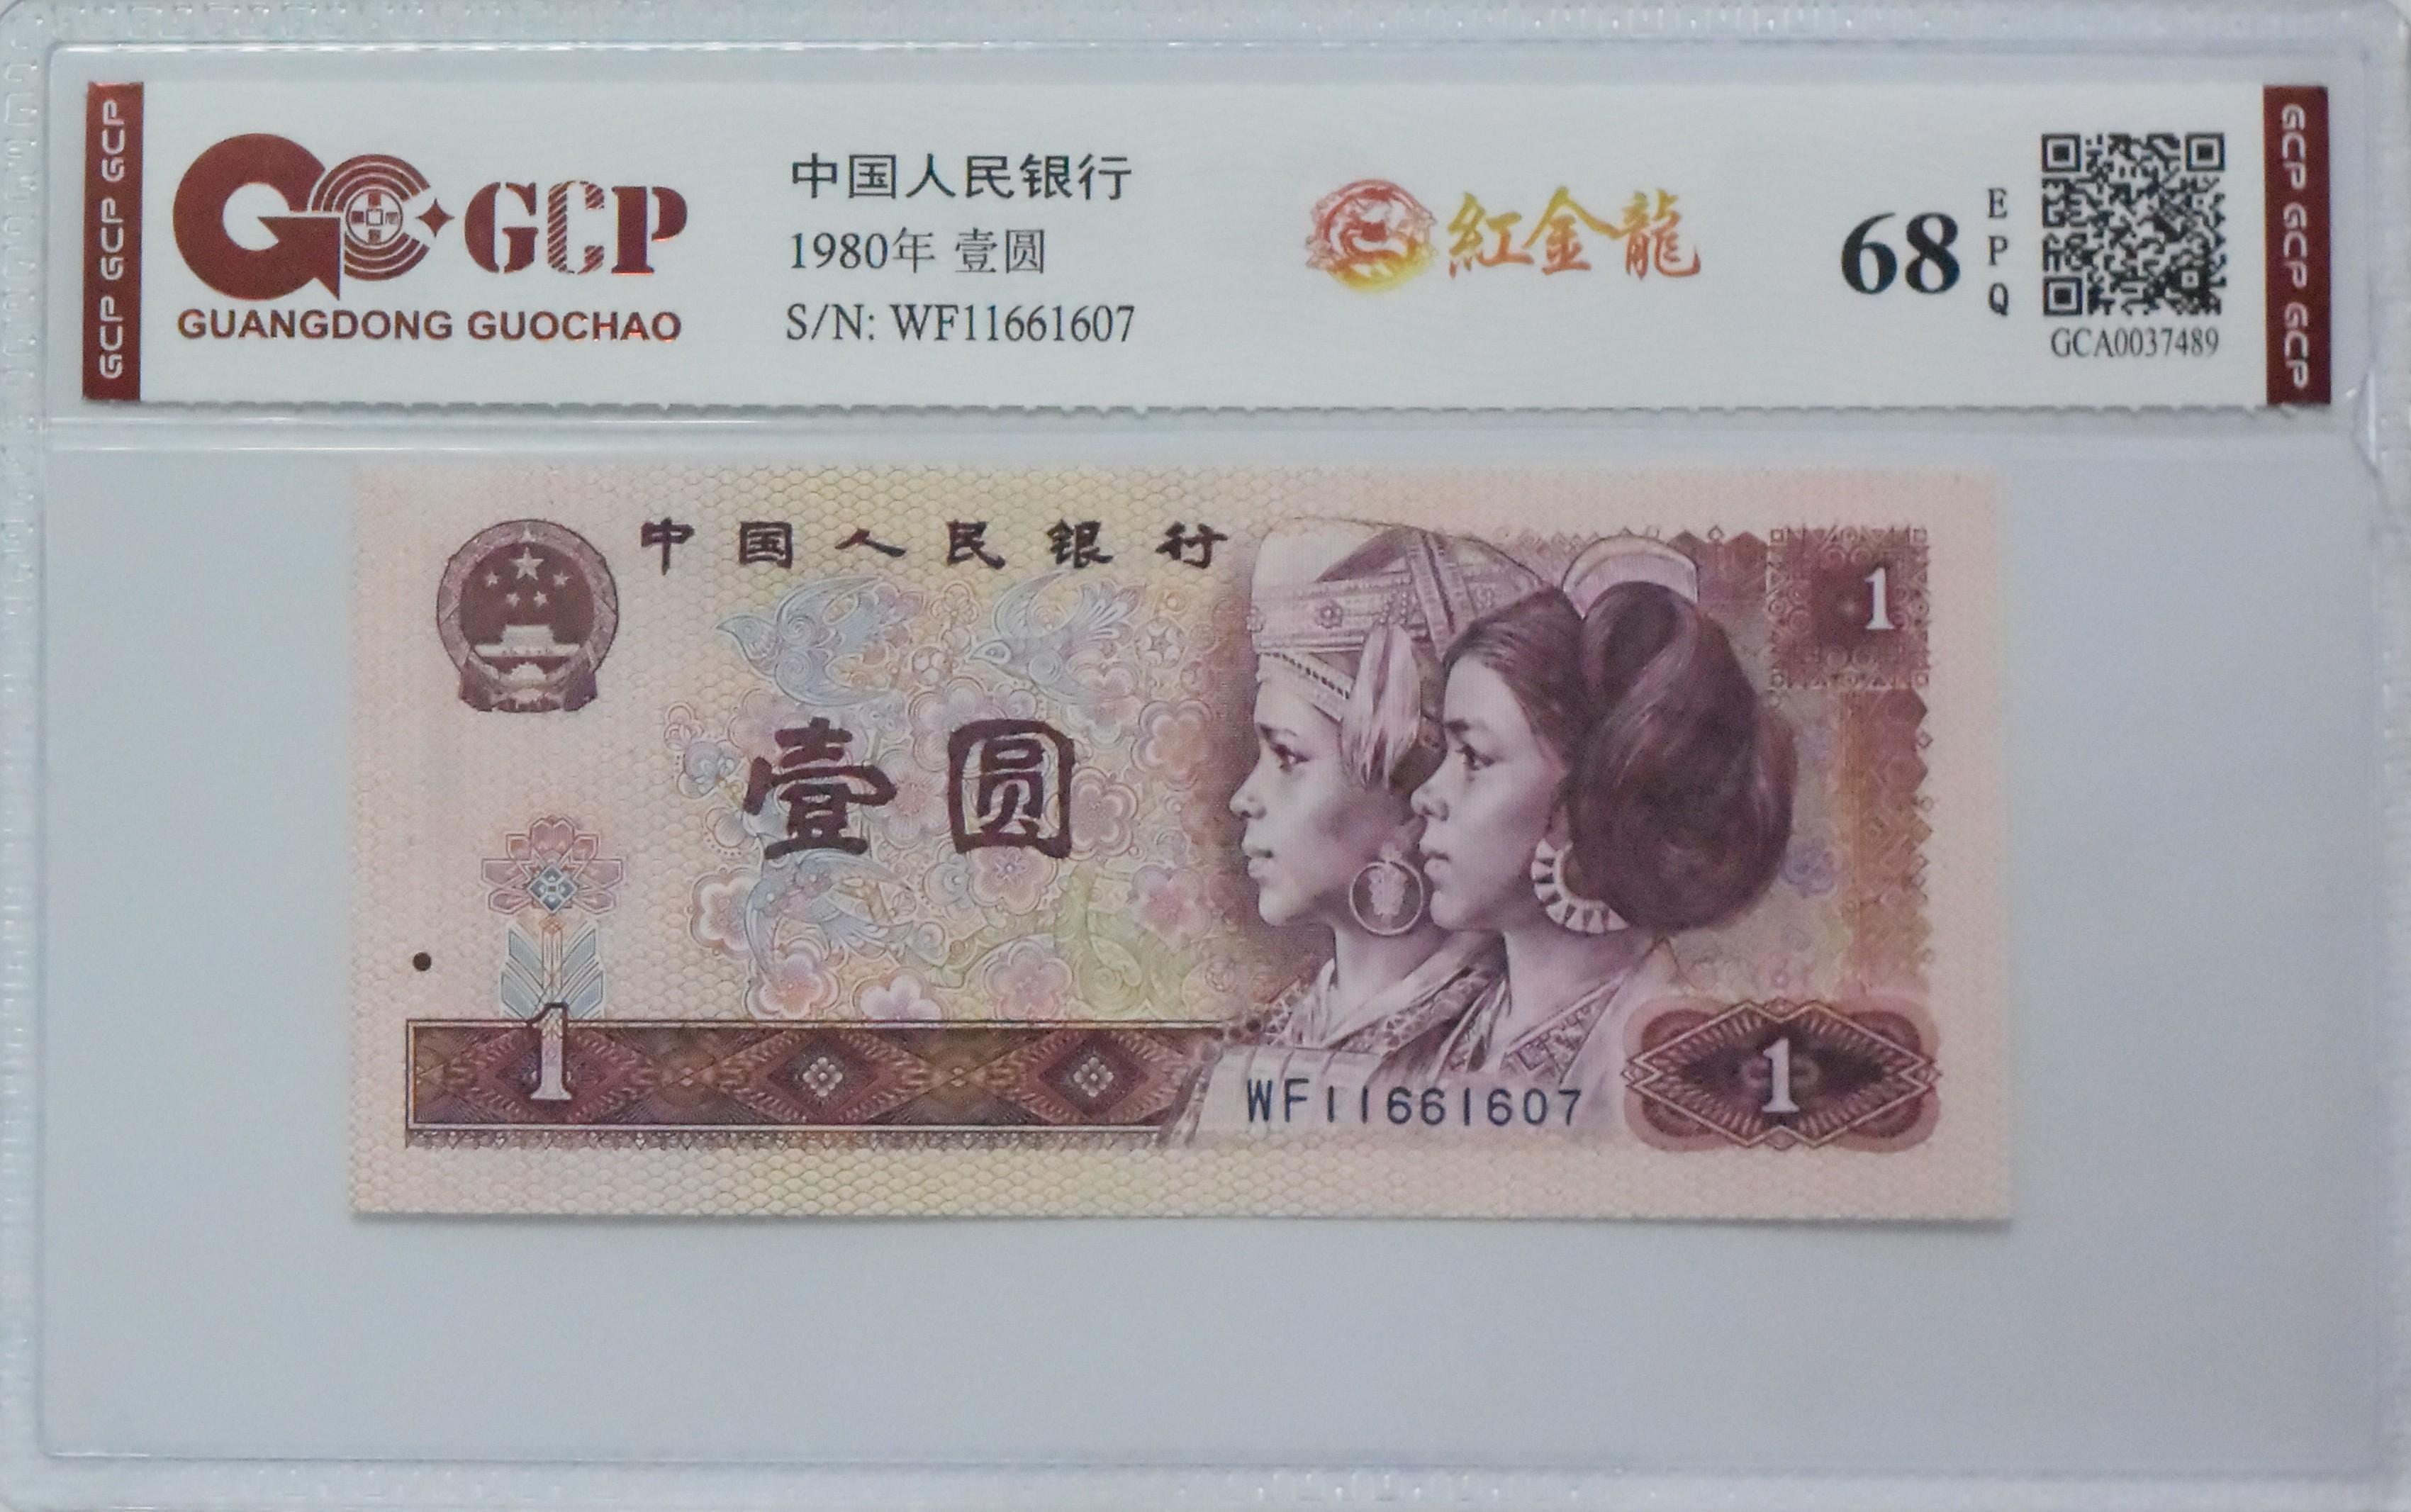 GCP GCP GCP
GCP
GUANGDONG GUOCHAO
中国人民银行
1980年 壹圆
S/N: WF11661607
紅金龍
68
EPQ
GCA0037489
GCP GCP GCP
中国人民银行
1
壹圆
1
WF11661607
1